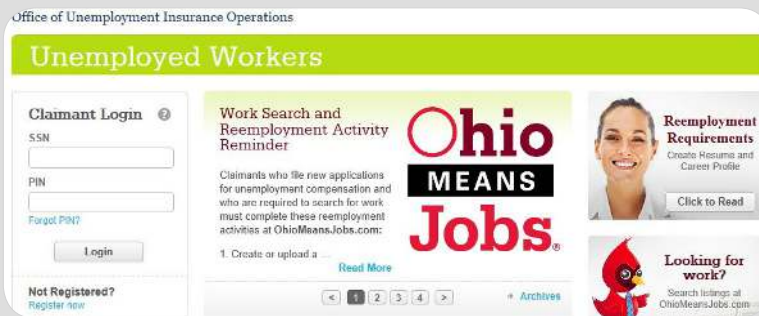 Office of Unemployment Insurance Operations
Unemployed Workers
Claimant Login ?
SSN
PIN
Forgot PIN?
Login
Not Registered?
Register now
Work Search and
Reemployment Activity
Reminder
Claimants who file new applications
for unemployment compensation and
who are required to search for work
must complete these reemployment
activities at OhioMeansJobs.com:
1. Create or upload a ...
Read More
Ohio
MEANS
Jobs®
< 1 2 3 4 >
Archives
Reemployment
Requirements
Create Resume and
Career Profile
Click to Read
Looking for
work?
Search listings at
OhioMeansJobs.com